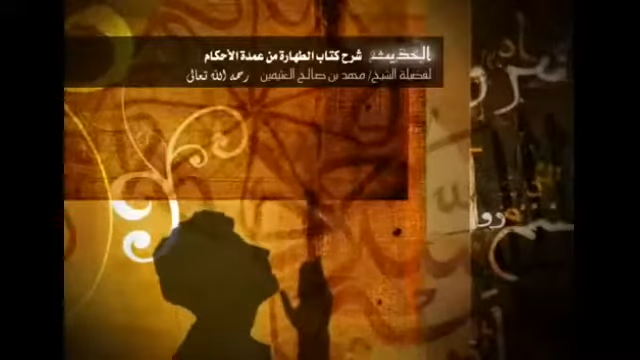 الحديث شرح كتاب الطهارة من عمدة الأحكام
لفضيلة الشيخ/ محمد بن صالح العثيمين رحمه الله تعالى